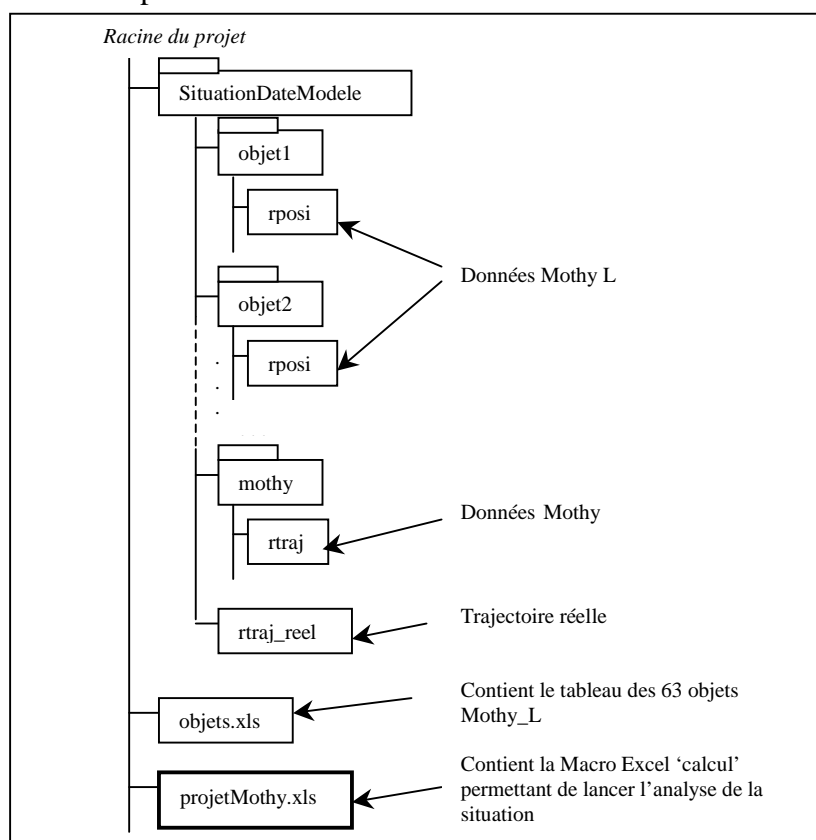 Racine du projet
SituationDateModele
objet1
rposi
Données Mothy L
objet2
rposi
mothy
Données Mothy
rtraj
rtraj_reel
Trajectoire réelle
objets.xls
Contient le tableau des 63 objets
Mothy_L
projetMothy.xls
Contient la Macro Excel ‘calcul’
permettant de lancer l’analyse de la
situation